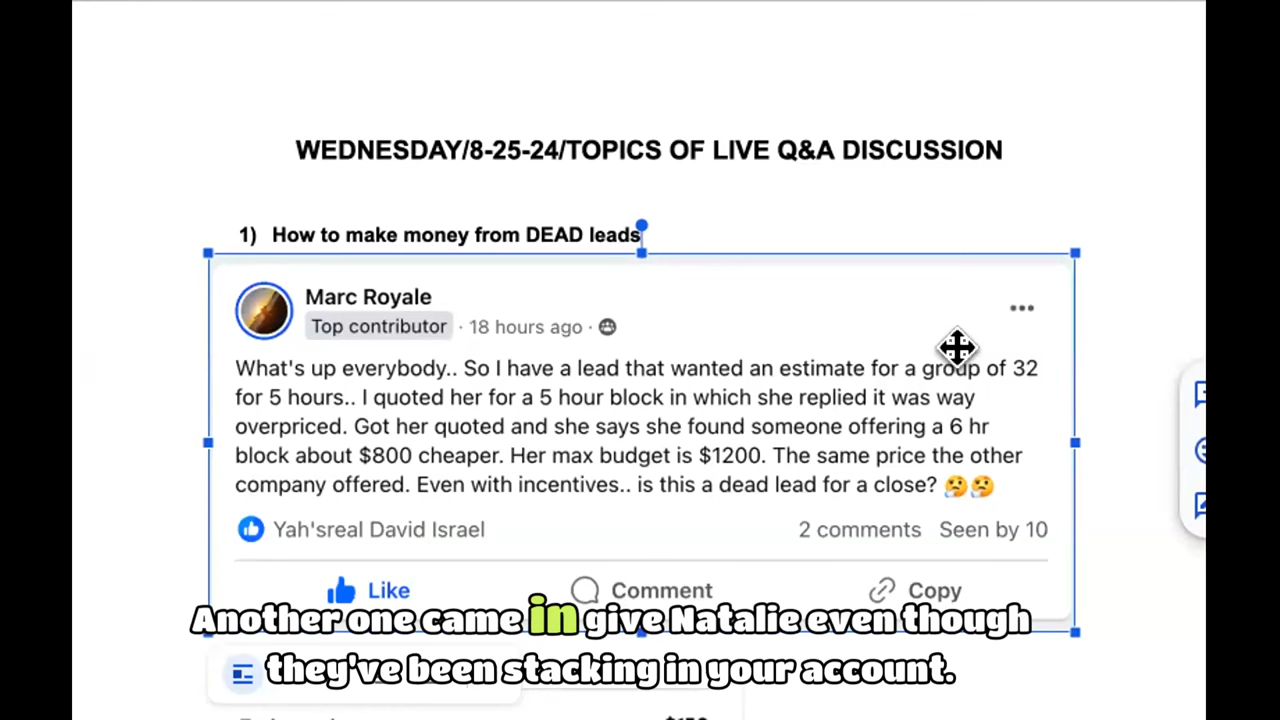 WEDNESDAY/8-25-24/TOPICS OF LIVE Q&A DISCUSSION
1) How to make money from DEAD leads
Marc Royale
Top contributor · 18 hours ago ·
What's up everybody.. So I have a lead that wanted an estimate for a group of 32
for 5 hours.. I quoted her for a 5 hour block in which she replied it was way
overpriced. Got her quoted and she says she found someone offering a 6 hr
block about $800 cheaper. Her max budget is $1200. The same price the other
company offered. Even with incentives.. is this a dead lead for a close? 🤔🤔
Yah'sreal David Israel 2 comments Seen by 10
Like Comment Copy
Another one came in give Natalie even though
they've been stacking in your account.